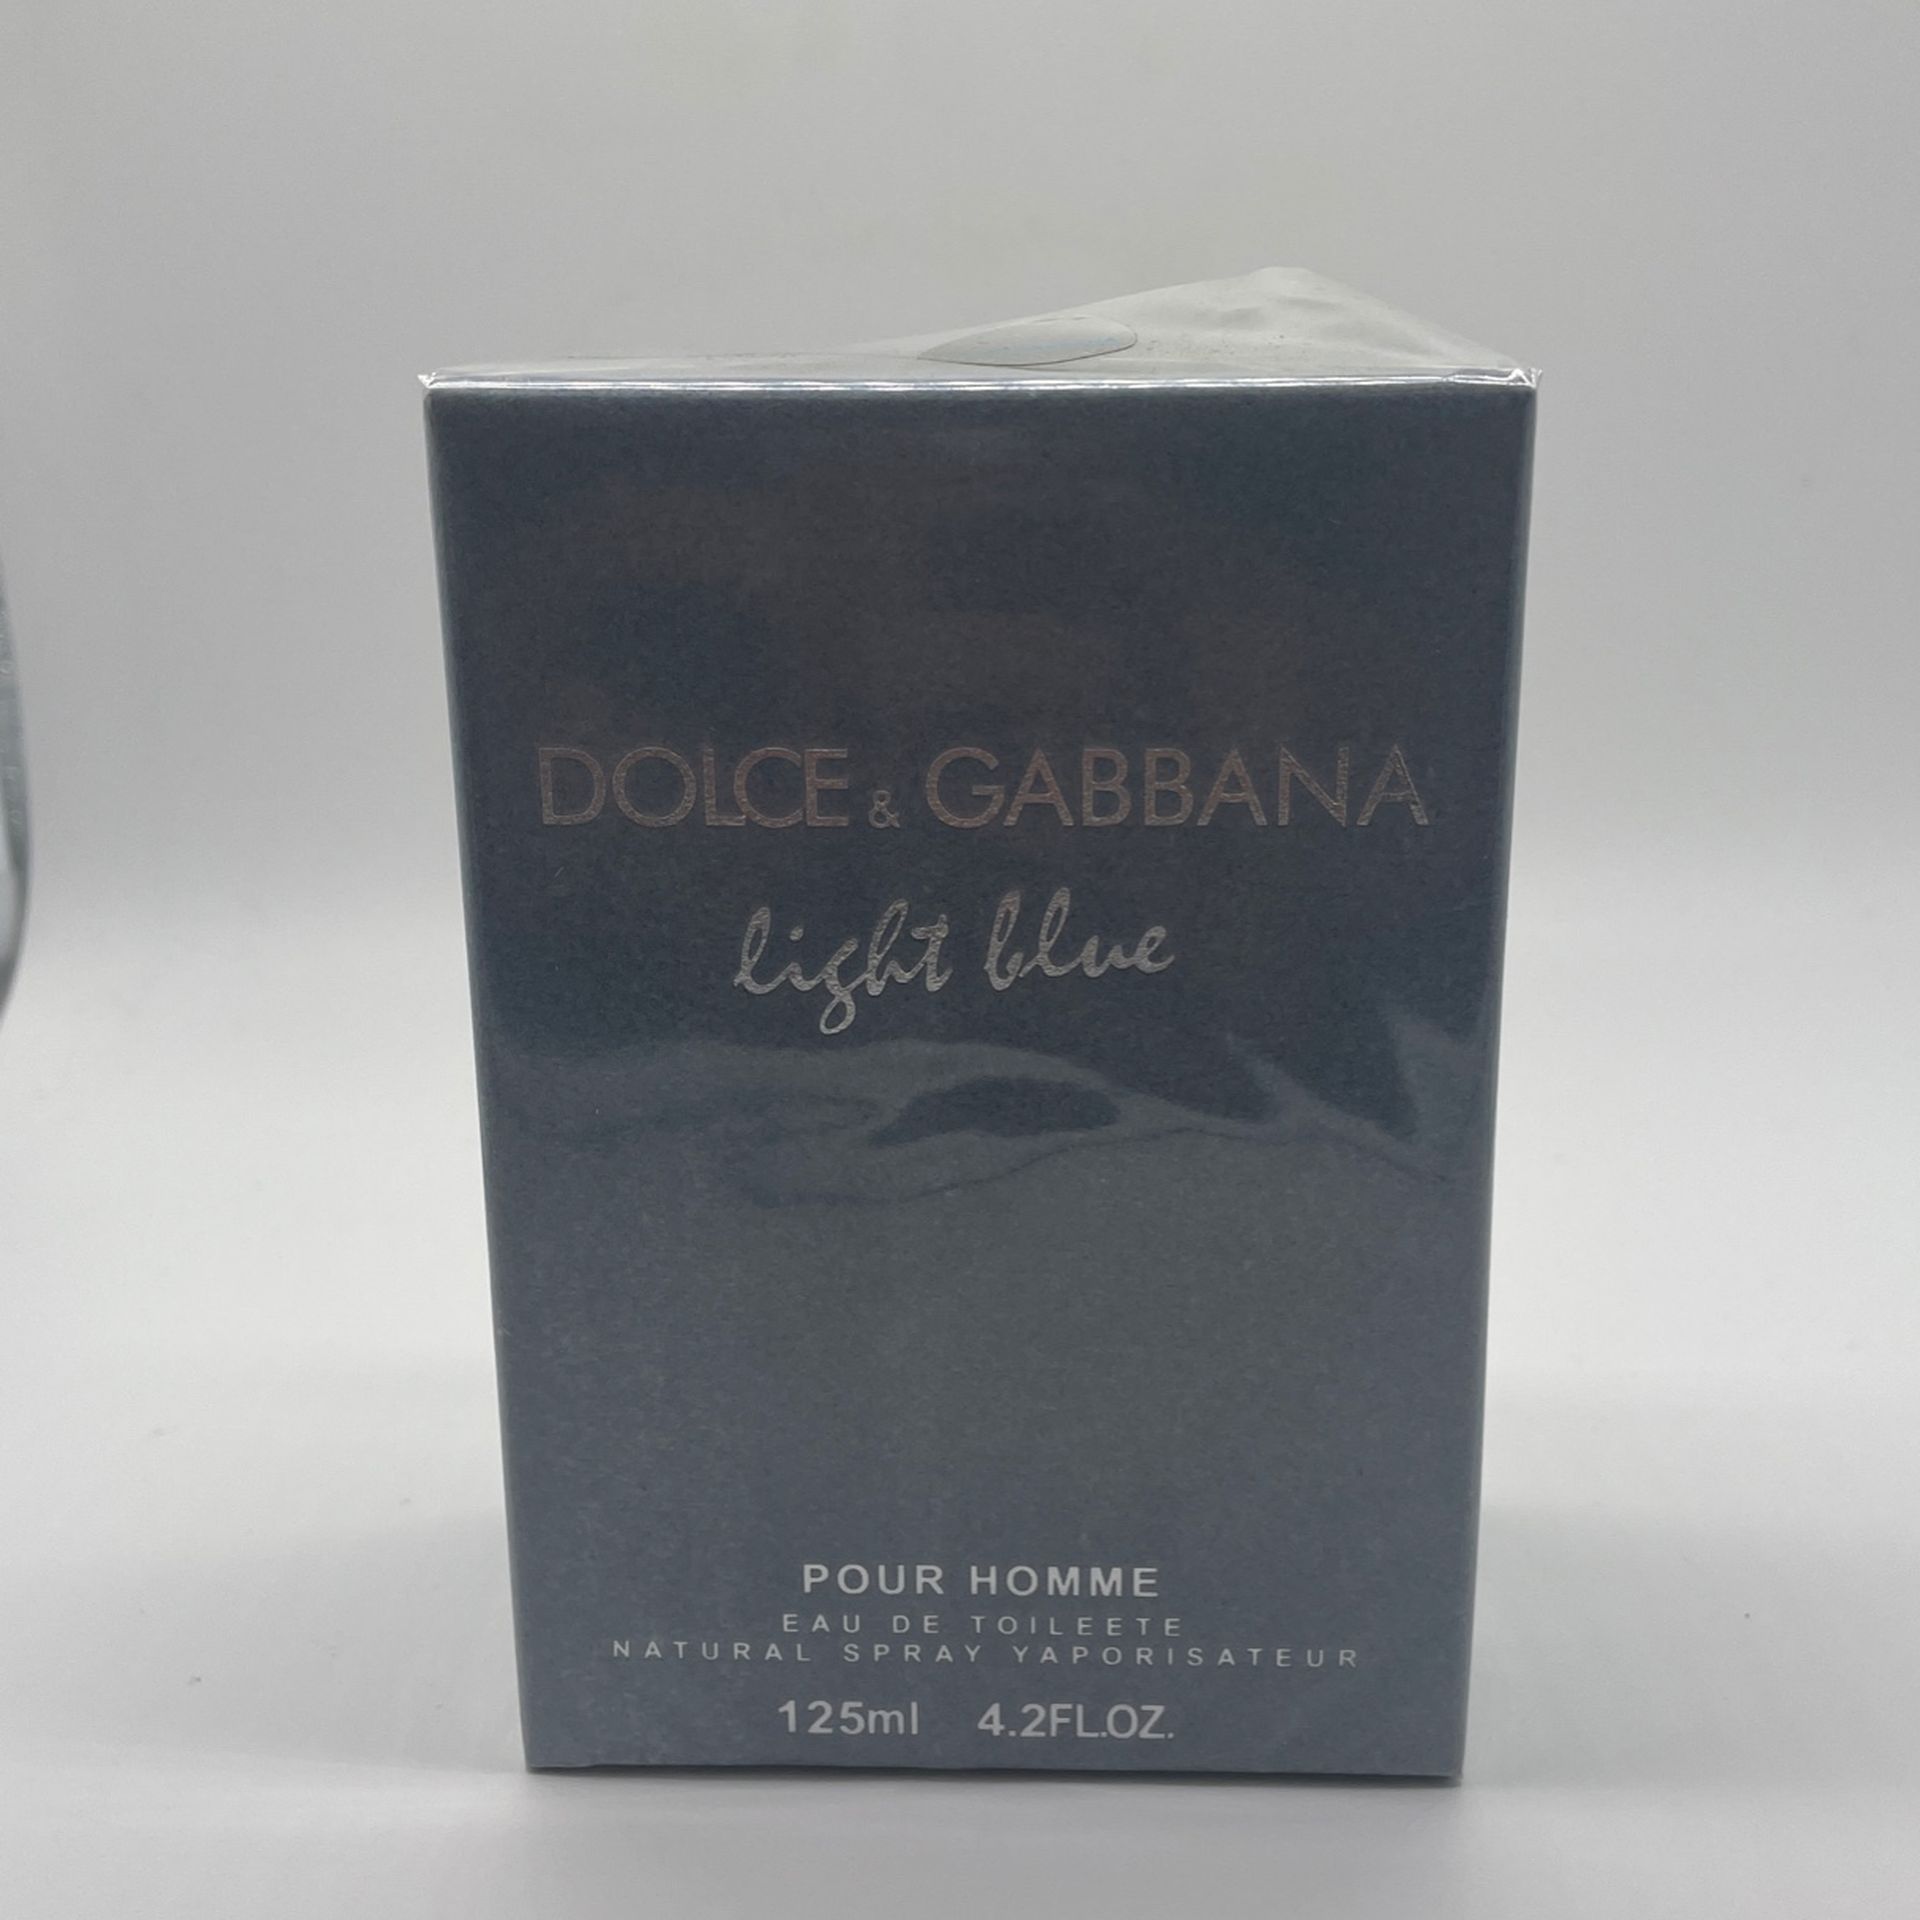 DOLCE & GABBANA
light blue
POUR HOMME
EAU DE TOILEETE
NATURAL SPRAY YAPORISATEUR
125ml 4.2FL.OZ.